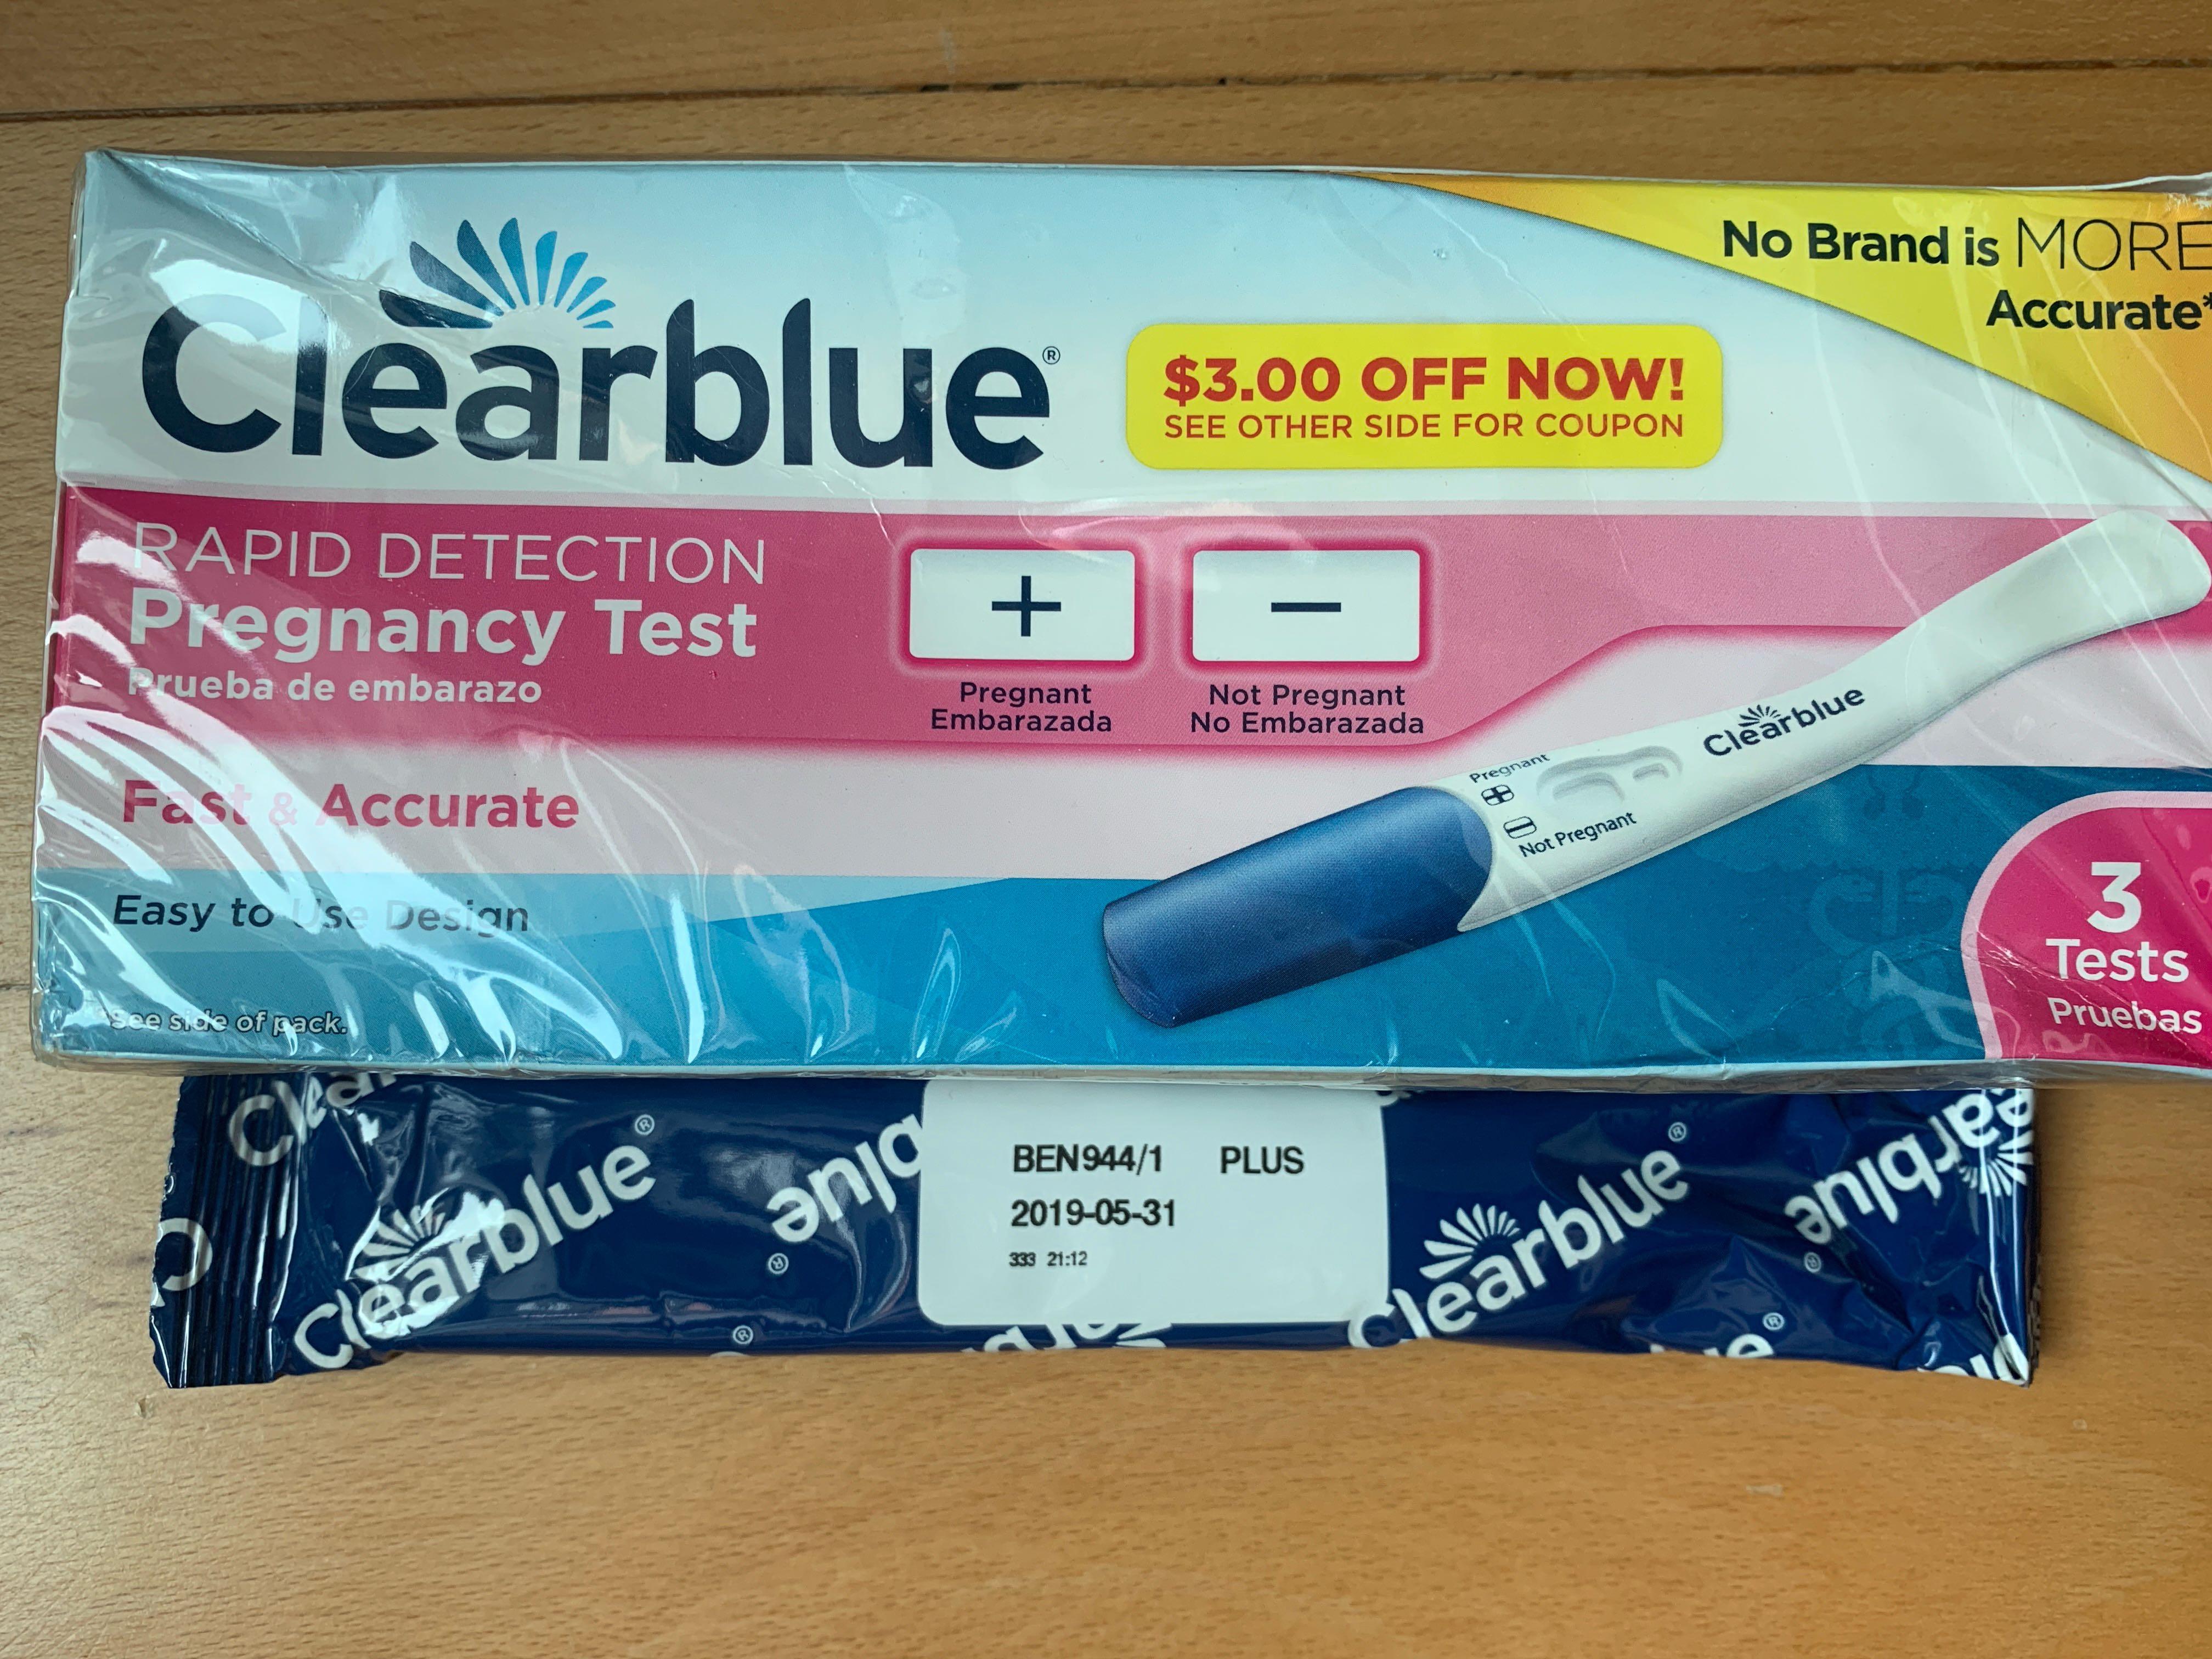 Clearblue®
No Brand is MORE
Accurate*
$3.00 OFF NOW!
SEE OTHER SIDE FOR COUPON
RAPID DETECTION
Pregnancy Test
Prueba de embarazo
+
−
Pregnant
Embarazada
Not Pregnant
No Embarazada
Fast & Accurate
Easy to Use Design
*See side of pack.
Pregnant
Not Pregnant
Clearblue
3
Tests
Pruebas
Clearblue®
BEN944/1 PLUS
2019-05-31
333 21:12
Clearblue®